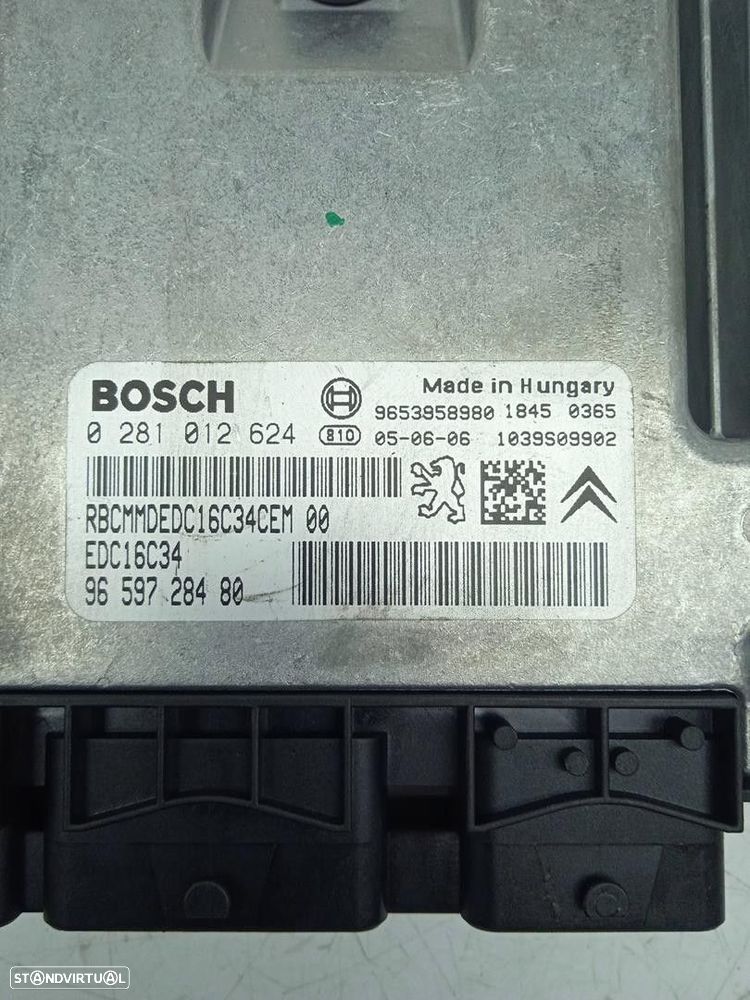 BOSCH
Made in Hungary
9653958980 1845 0365
0 281 012 624
810 05-06-06 1039S09902
RBCMMDEDC16C34CEM 00
EDC16C34
96 597 284 80
STANDVIRTUAL